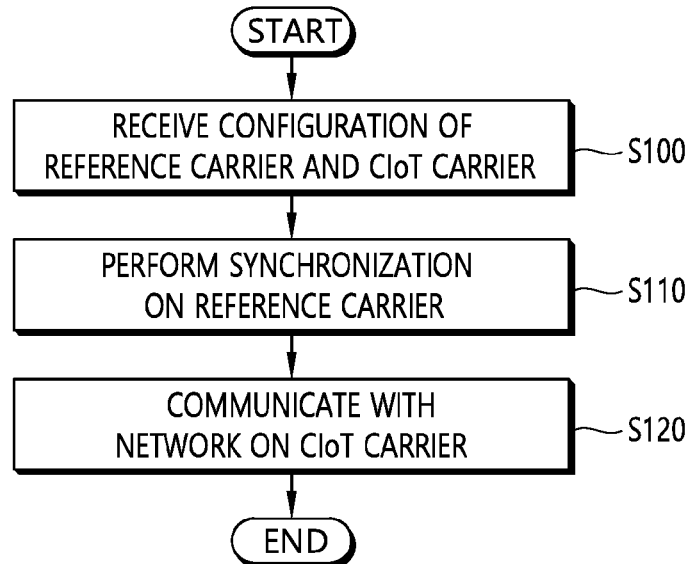 START
RECEIVE CONFIGURATION OF
REFERENCE CARRIER AND CIoT CARRIER
S100
PERFORM SYNCHRONIZATION
ON REFERENCE CARRIER
S110
COMMUNICATE WITH
NETWORK ON CIoT CARRIER
S120
END